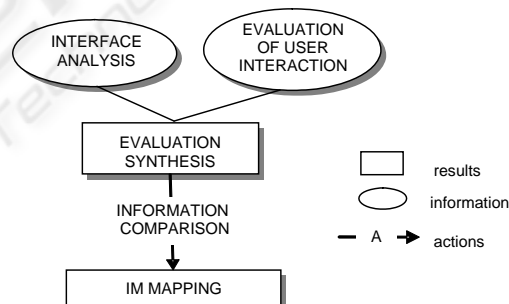 INTERFACE
ANALYSIS
EVALUATION
OF USER
INTERACTION
EVALUATION
SYNTHESIS
INFORMATION
COMPARISON
IM MAPPING
results
information
A
actions